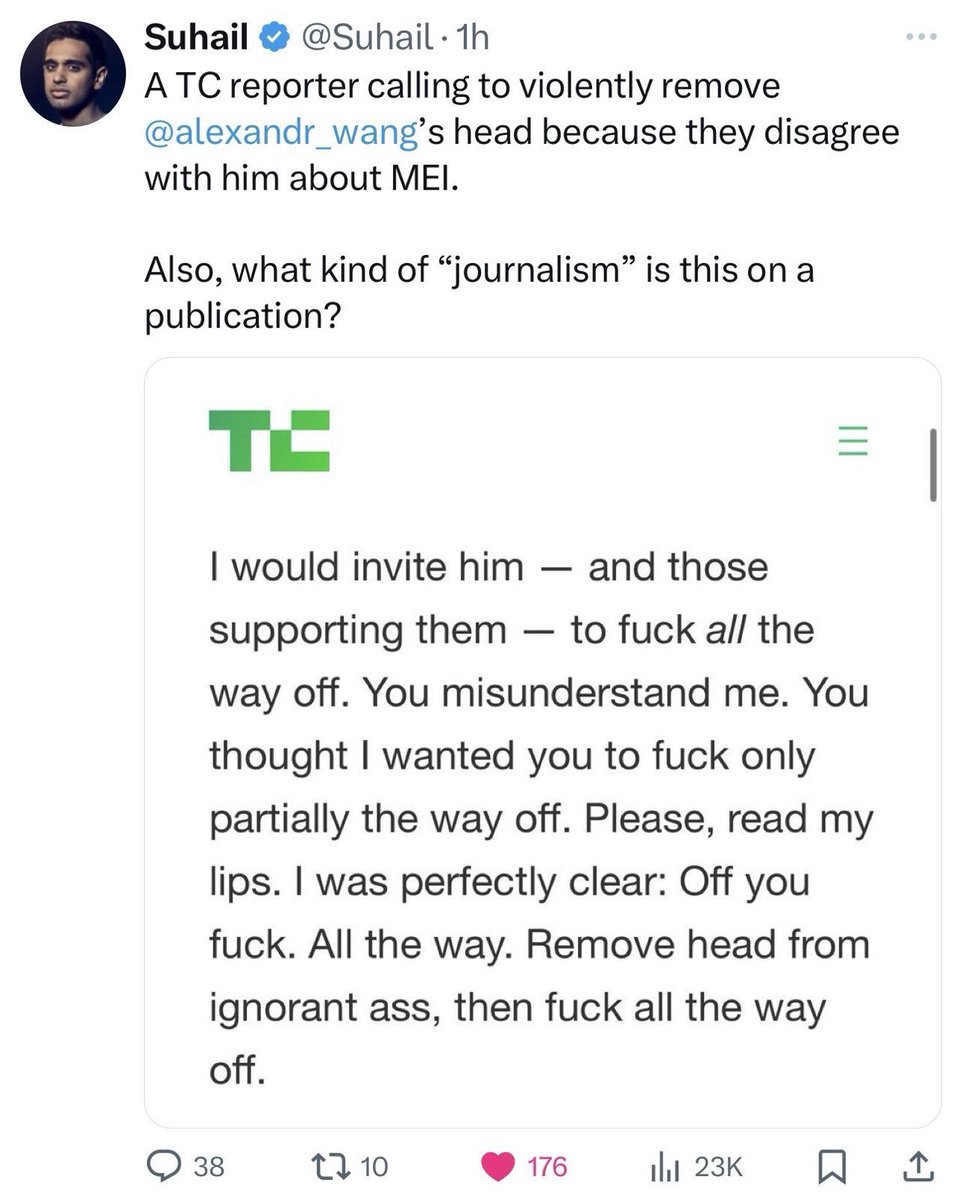 Suhail @Suhail · 1h
A TC reporter calling to violently remove
@alexandr_wang’s head because they disagree
with him about MEI.
Also, what kind of “journalism” is this on a
publication?
TC
I would invite him — and those
supporting them — to fuck all the
way off. You misunderstand me. You
thought I wanted you to fuck only
partially the way off. Please, read my
lips. I was perfectly clear: Off you
fuck. All the way. Remove head from
ignorant ass, then fuck all the way
off.
38 10 176 23K